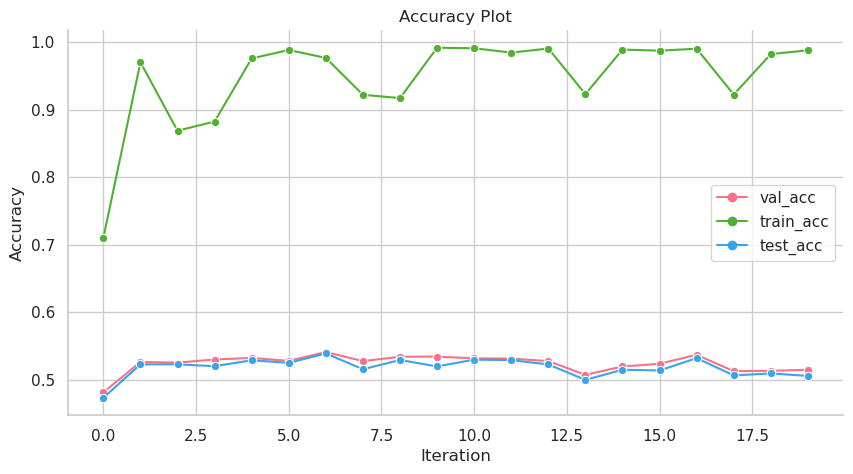 Accuracy Plot
1.0
0.9
0.8
0.7
0.6
0.5
Accuracy
val_acc
train_acc
test_acc
0.0 2.5 5.0 7.5 10.0 12.5 15.0 17.5
Iteration